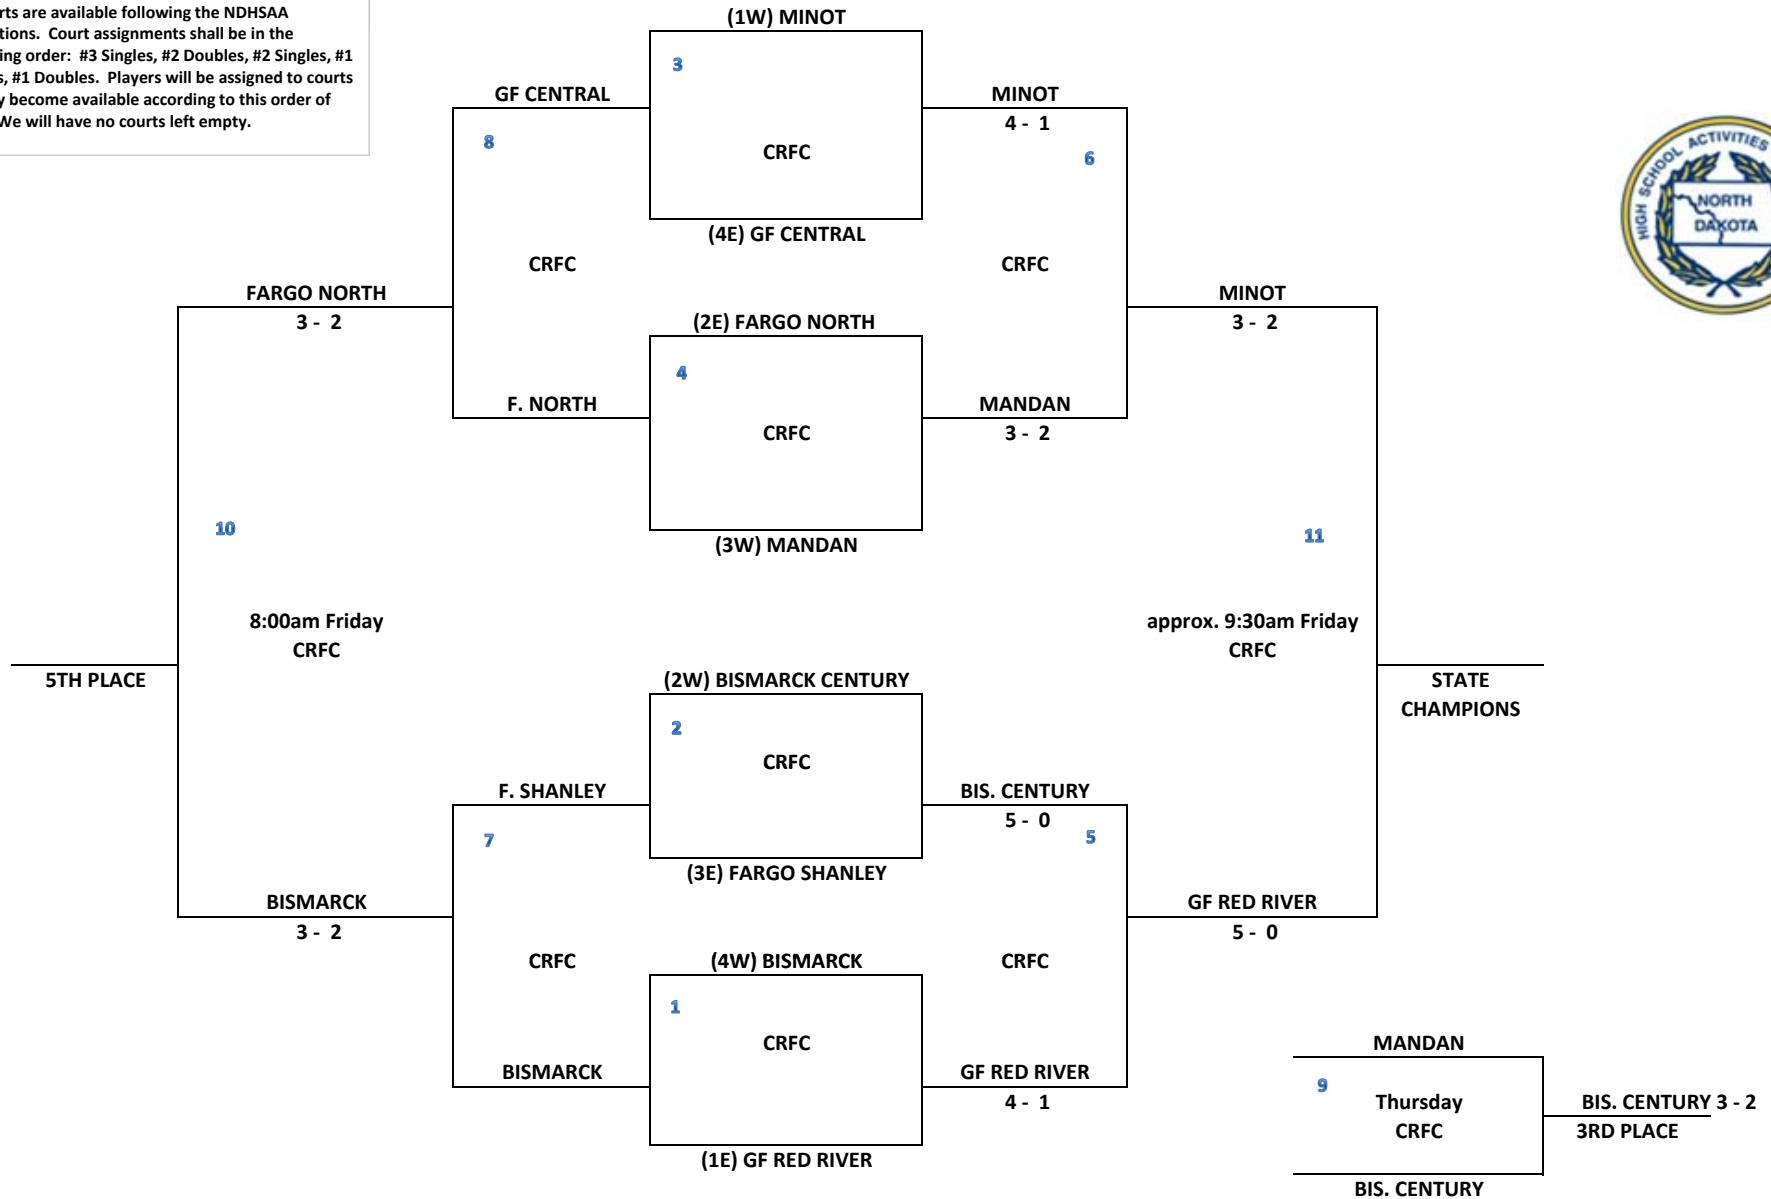 rts are available following the NDHSAA
tions. Court assignments shall be in the
ing order: #3 Singles, #2 Doubles, #2 Singles, #1
s, #1 Doubles. Players will be assigned to courts
y become available according to this order of
We will have no courts left empty.
(1W) MINOT
3
GF CENTRAL
MINOT
4 - 1
8
CRFC
6
HIGH SCHOOL ACTIVITIES
NORTH
DAKOTA
(4E) GF CENTRAL
CRFC
CRFC
FARGO NORTH
3 - 2
MINOT
3 - 2
(2E) FARGO NORTH
4
F. NORTH
MANDAN
3 - 2
CRFC
10
11
(3W) MANDAN
8:00am Friday
CRFC
approx. 9:30am Friday
CRFC
5TH PLACE
(2W) BISMARCK CENTURY
STATE
CHAMPIONS
2
CRFC
F. SHANLEY
BIS. CENTURY
5 - 0
7
5
(3E) FARGO SHANLEY
BISMARCK
3 - 2
GF RED RIVER
5 - 0
CRFC
(4W) BISMARCK
CRFC
1
CRFC
BISMARCK
GF RED RIVER
4 - 1
(1E) GF RED RIVER
MANDAN
9
Thursday
CRFC
BIS. CENTURY 3 - 2
3RD PLACE
BIS. CENTURY